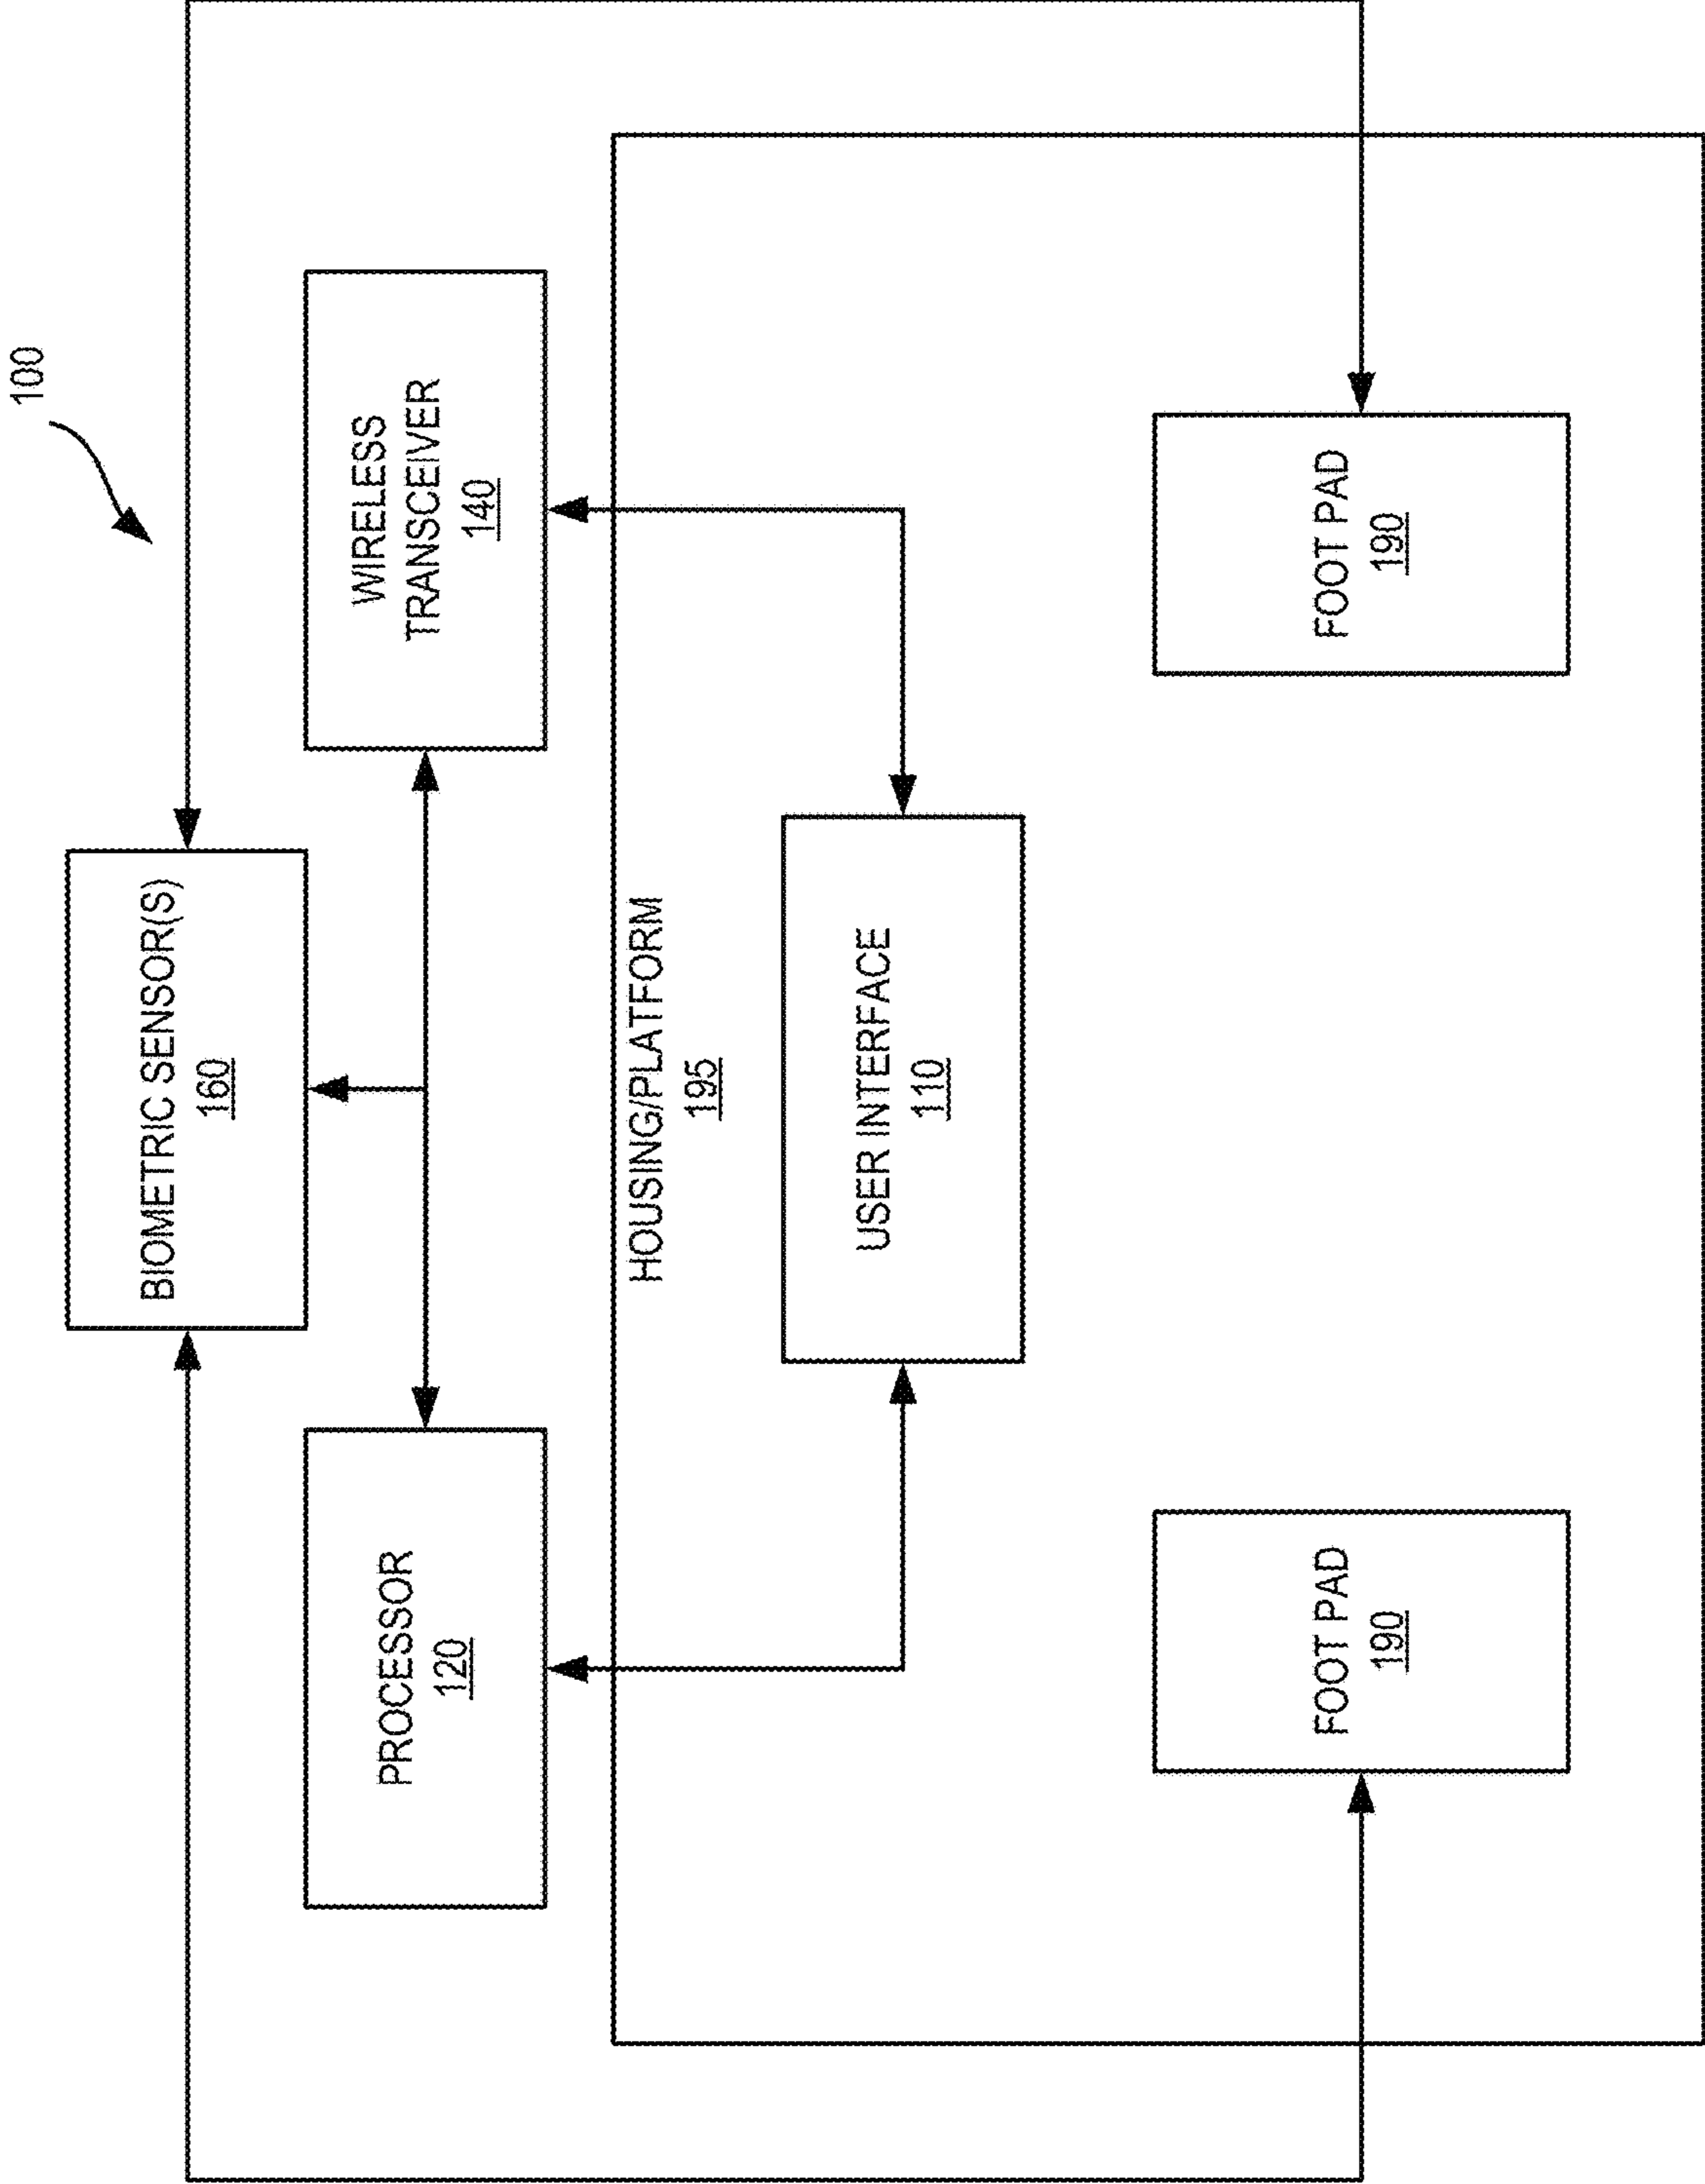 100
BIOMETRIC SENSOR(S)
160
PROCESSOR
120
WIRELESS
TRANSCEIVER
140
HOUSING/PLATFORM
195
USER INTERFACE
110
FOOT PAD
190
FOOT PAD
190